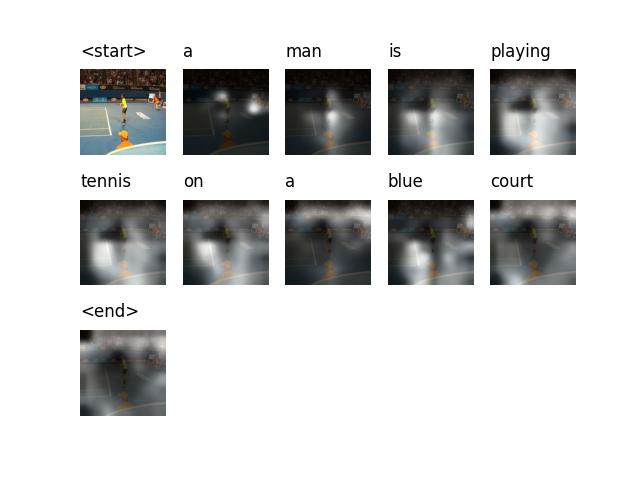 <start> a man is playing
tennis on a blue court
<end>